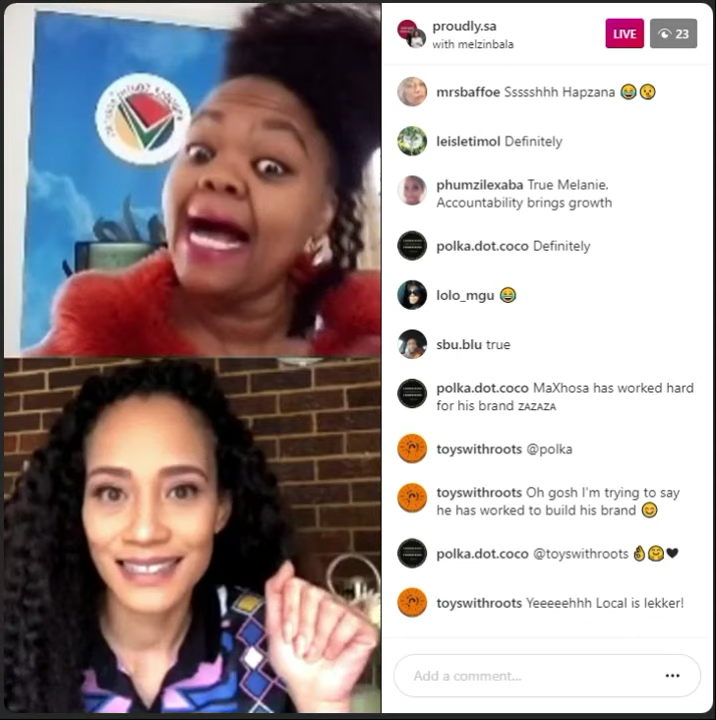 proudly.sa
with melzinbala
LIVE
23
mrsbaffoe Ssssshhh Hapzana 😂😯
leisletimol Definitely
phumzilexaba True Melanie.
Accountability brings growth
polka.dot.coco Definitely
lolo_mgu 😂
sbu.blu true
polka.dot.coco MaXhosa has worked hard
for his brand ᴢᴀᴢᴀᴢᴀ
toyswithroots @polka
toyswithroots Oh gosh I'm trying to say
he has worked to build his brand 😊
polka.dot.coco @toyswithroots 👌🤗🖤
toyswithroots Yeeeeehhh Local is lekker!
Add a comment...